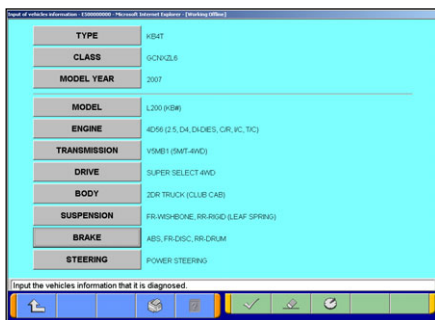 Input of vehicles information - ES00000000 - Microsoft Internet Explorer - [Working Offline]
TYPE KB4T
CLASS GCNXZL6
MODEL YEAR 2007
MODEL L200 (KB#)
ENGINE 4D56 (2.5, D4, DI-DIES, C/R, I/C, T/C)
TRANSMISSION V5MB1 (5M/T-4WD)
DRIVE SUPER SELECT 4WD
BODY 2DR TRUCK (CLUB CAB)
SUSPENSION FR-WISHBONE, RR-RIGID (LEAF SPRING)
BRAKE ABS, FR-DISC, RR-DRUM
STEERING POWER STEERING
Input the vehicles information that it is diagnosed.